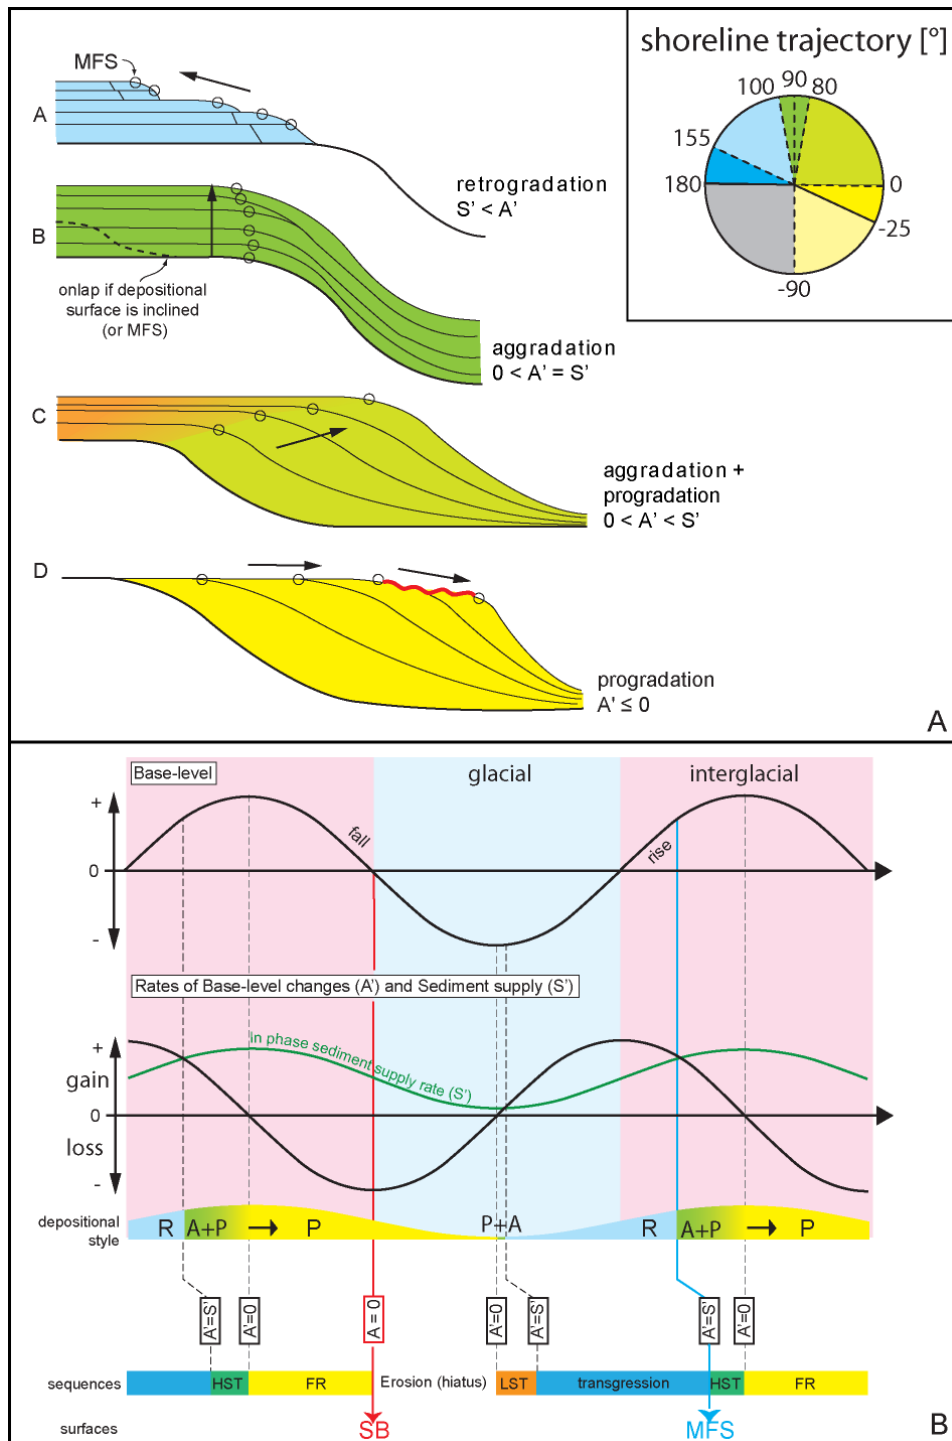 shoreline trajectory [°]
90
100
80
155
180
0
-25
-90
MFS
A
retrogradation
S' < A'
B
onlap if depositional
surface is inclined
(or MFS)
aggradation
0 < A' = S'
C
aggradation +
progradation
0 < A' < S'
D
progradation
A' ≤ 0
A
Base-level
glacial
interglacial
+
fall
rise
0
-
Rates of Base-level changes (A') and Sediment supply (S')
+
In phase sediment supply rate (S')
gain
0
loss
-
depositional
style
R
A+P
P
P+A
R
A+P
P
A'=S'
A'=0
A = 0
A'=0
A'=S'
A'=S'
A'=0
sequences
HST
FR
Erosion (hiatus)
LST
transgression
HST
FR
surfaces
SB
MFS
B